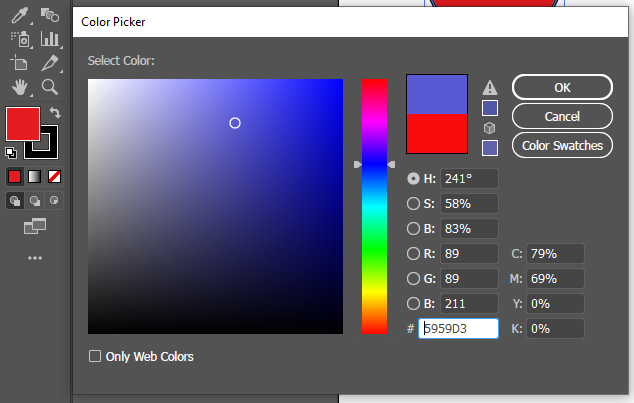 Color Picker
Select Color:
OK
Cancel
Color Swatches
H: 241°
S: 58%
B: 83%
R: 89
G: 89
B: 211
# 5959D3
C: 79%
M: 69%
Y: 0%
K: 0%
Only Web Colors